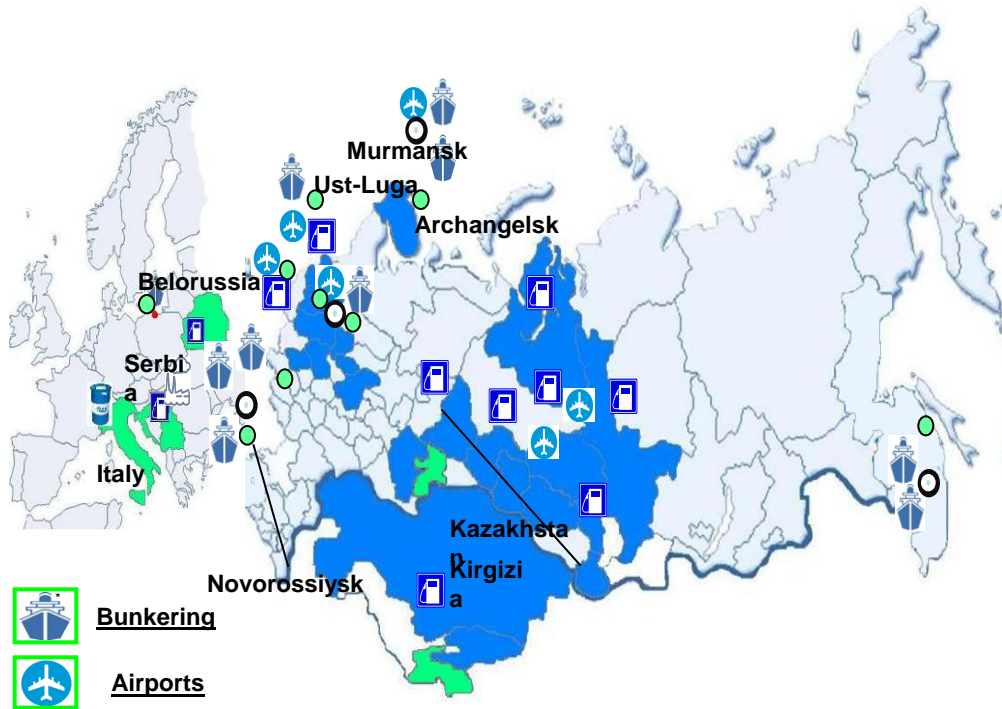 Murmansk
Ust-Luga
Archangelsk
Belorussia
Serbi
a
Italy
Kazakhsta
n
Kirgizi
a
Novorossiysk
*
Bunkering
Airports